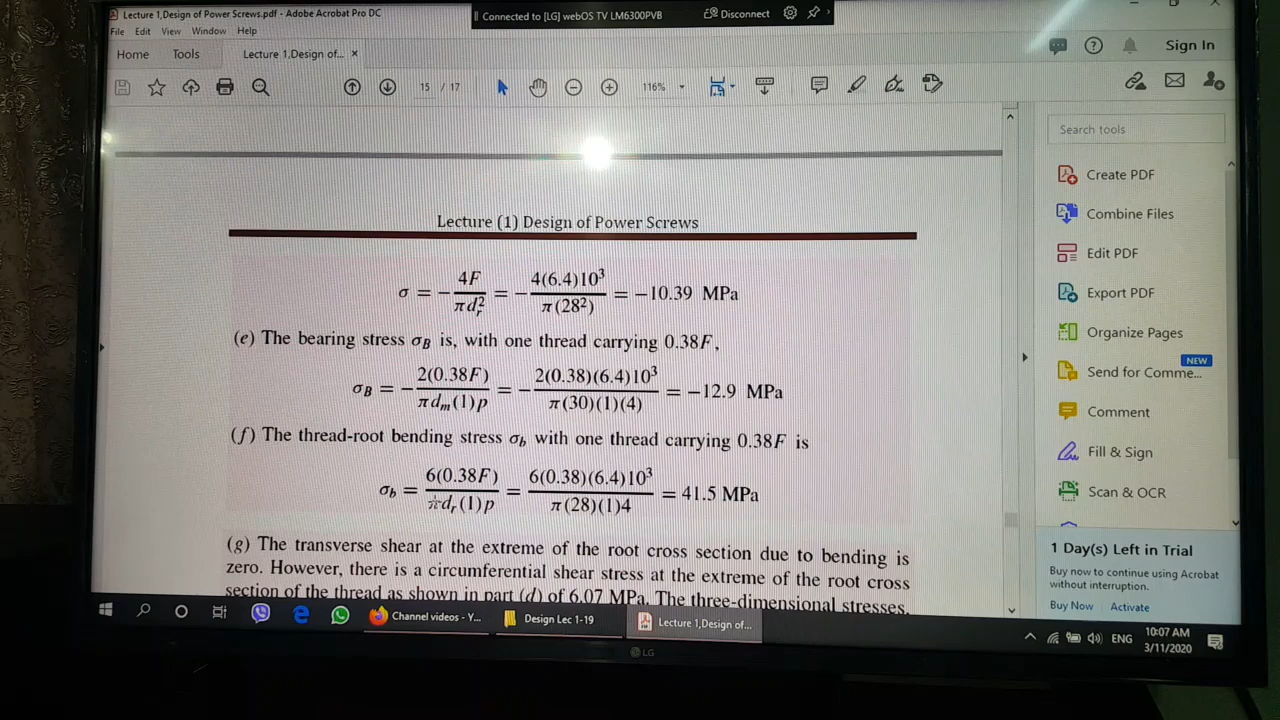 Lecture 1,Design of Power Screws.pdf - Adobe Acrobat Pro DC
Connected to [LG] webOS TV LM6300PVB Disconnect
File Edit View Window Help
Home Tools Lecture 1,Design of... × Sign In
15 / 17 116%
Search tools
Create PDF
Combine Files
Edit PDF
Export PDF
Organize Pages
NEW
Send for Comme...
Comment
Fill & Sign
Scan & OCR
1 Day(s) Left in Trial
Buy now to continue using Acrobat
without interruption.
Buy Now Activate
Lecture (1) Design of Power Screws
σ = −4F/πd_r² = −4(6.4)10³/π(28²) = −10.39 MPa
(e) The bearing stress σ_B is, with one thread carrying 0.38F,
σ_B = −2(0.38F)/πd_m(1)p = −2(0.38)(6.4)10³/π(30)(1)(4) = −12.9 MPa
(f) The thread-root bending stress σ_b with one thread carrying 0.38F is
σ_b = 6(0.38F)/πd_r(1)p = 6(0.38)(6.4)10³/π(28)(1)4 = 41.5 MPa
(g) The transverse shear at the extreme of the root cross section due to bending is
zero. However, there is a circumferential shear stress at the extreme of the root cross
section of the thread as shown in part (d) of 6.07 MPa. The three-dimensional stresses,
Channel videos - Y... Design Lec 1-19 Lecture 1,Design of...
ENG
10:07 AM
3/11/2020
LG